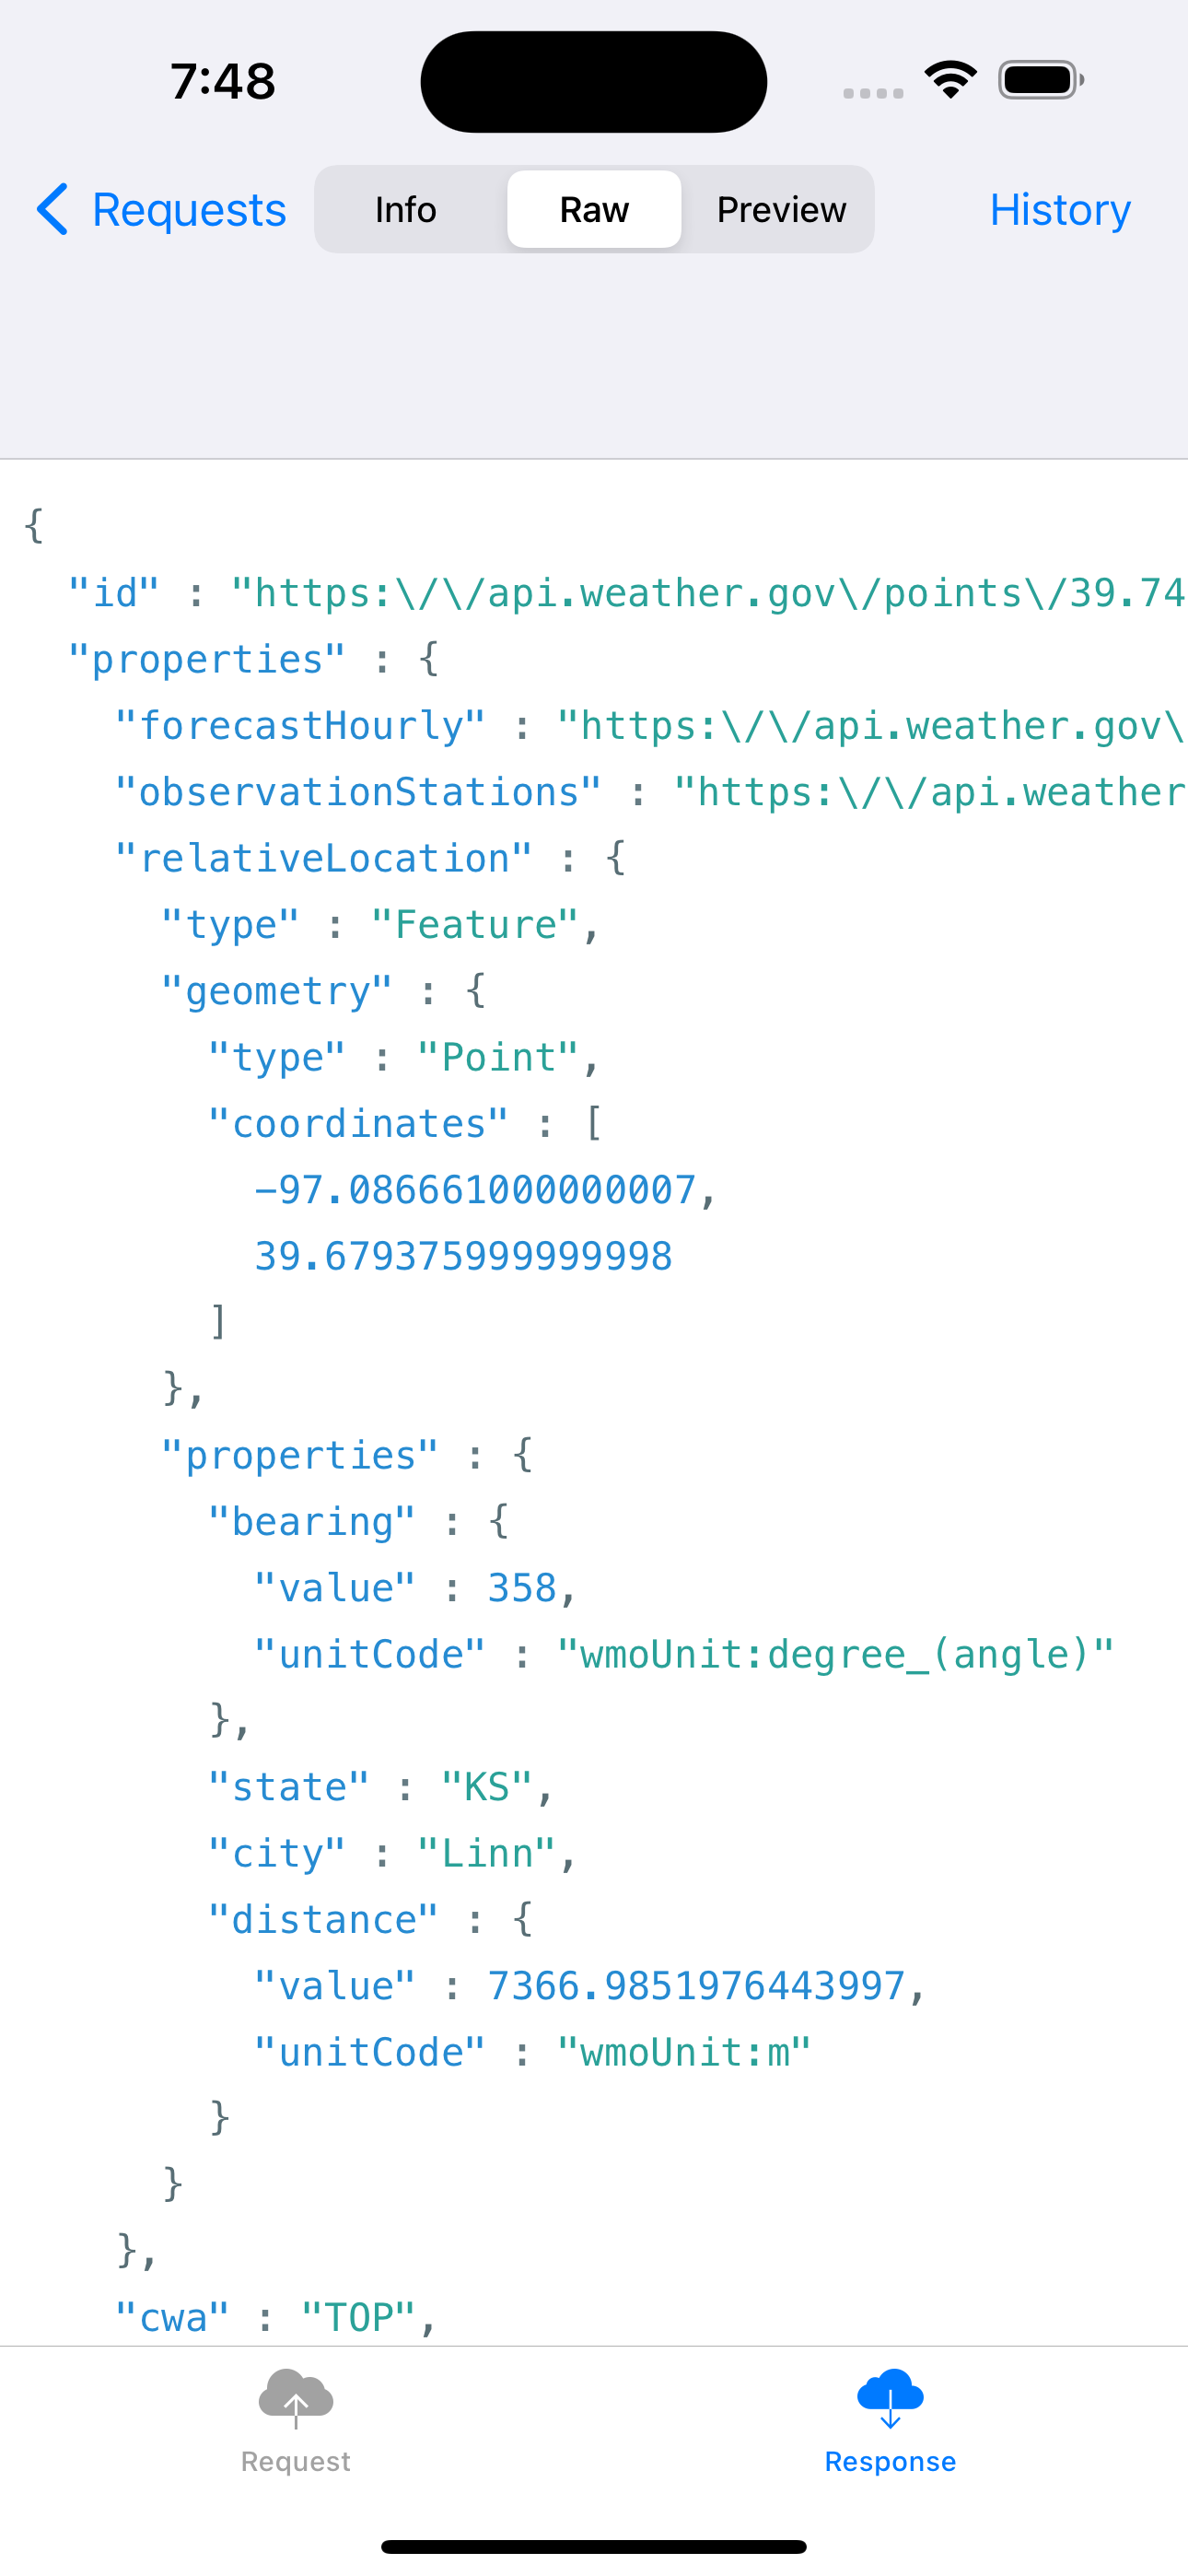 7:48
Requests Info Raw Preview History
{
  "id" : "https:\/\/api.weather.gov\/points\/39.74
  "properties" : {
    "forecastHourly" : "https:\/\/api.weather.gov\
    "observationStations" : "https:\/\/api.weather
    "relativeLocation" : {
      "type" : "Feature",
      "geometry" : {
        "type" : "Point",
        "coordinates" : [
          -97.086661000000007,
          39.679375999999998
        ]
      },
      "properties" : {
        "bearing" : {
          "value" : 358,
          "unitCode" : "wmoUnit:degree_(angle)"
        },
        "state" : "KS",
        "city" : "Linn",
        "distance" : {
          "value" : 7366.9851976443997,
          "unitCode" : "wmoUnit:m"
        }
      }
    },
    "cwa" : "TOP",
Request Response